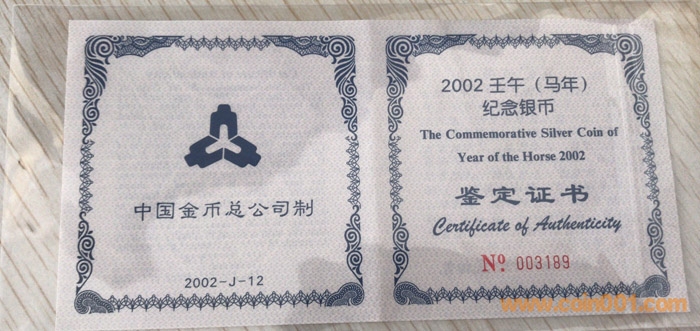 中国金币总公司制
2002-J-12
2002 壬午（马年）
纪念银币
The Commemorative Silver Coin of
Year of the Horse 2002
鉴定证书
Certificate of Authenticity
Nº 003189